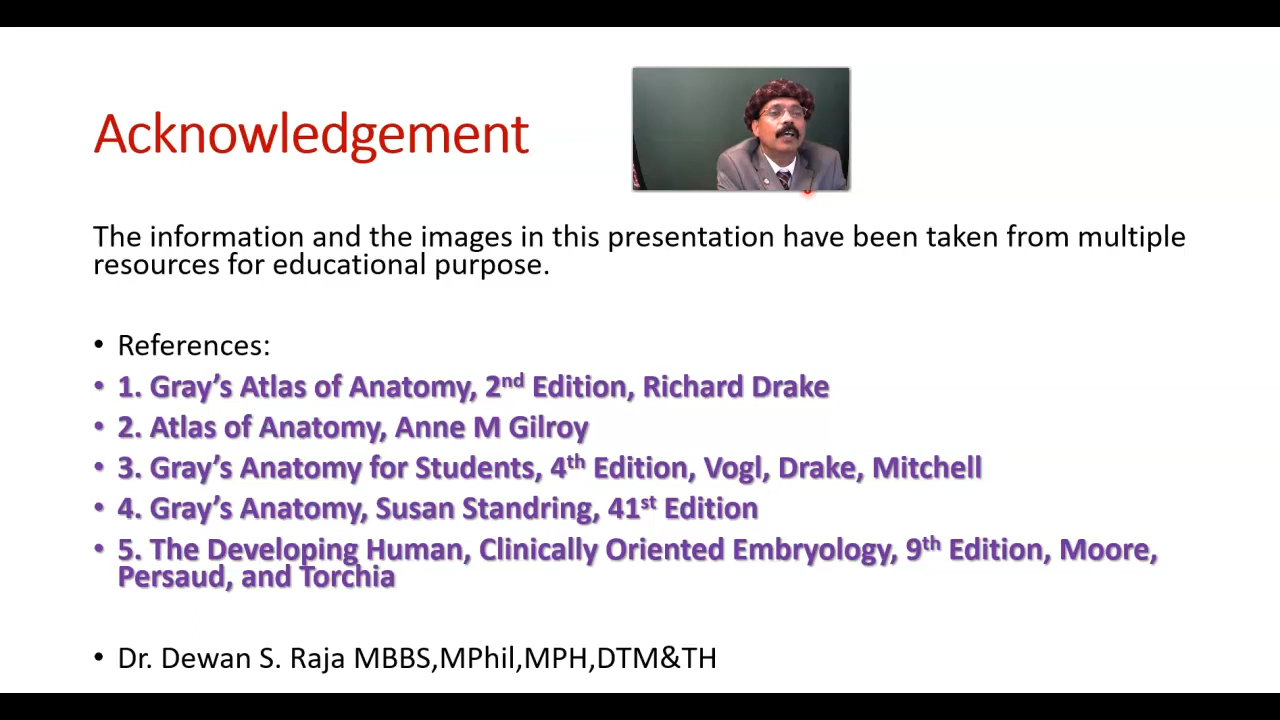 Acknowledgement
The information and the images in this presentation have been taken from multiple
resources for educational purpose.
• References:
• 1. Gray’s Atlas of Anatomy, 2nd Edition, Richard Drake
• 2. Atlas of Anatomy, Anne M Gilroy
• 3. Gray’s Anatomy for Students, 4th Edition, Vogl, Drake, Mitchell
• 4. Gray’s Anatomy, Susan Standring, 41st Edition
• 5. The Developing Human, Clinically Oriented Embryology, 9th Edition, Moore,
Persaud, and Torchia
• Dr. Dewan S. Raja MBBS,MPhil,MPH,DTM&TH